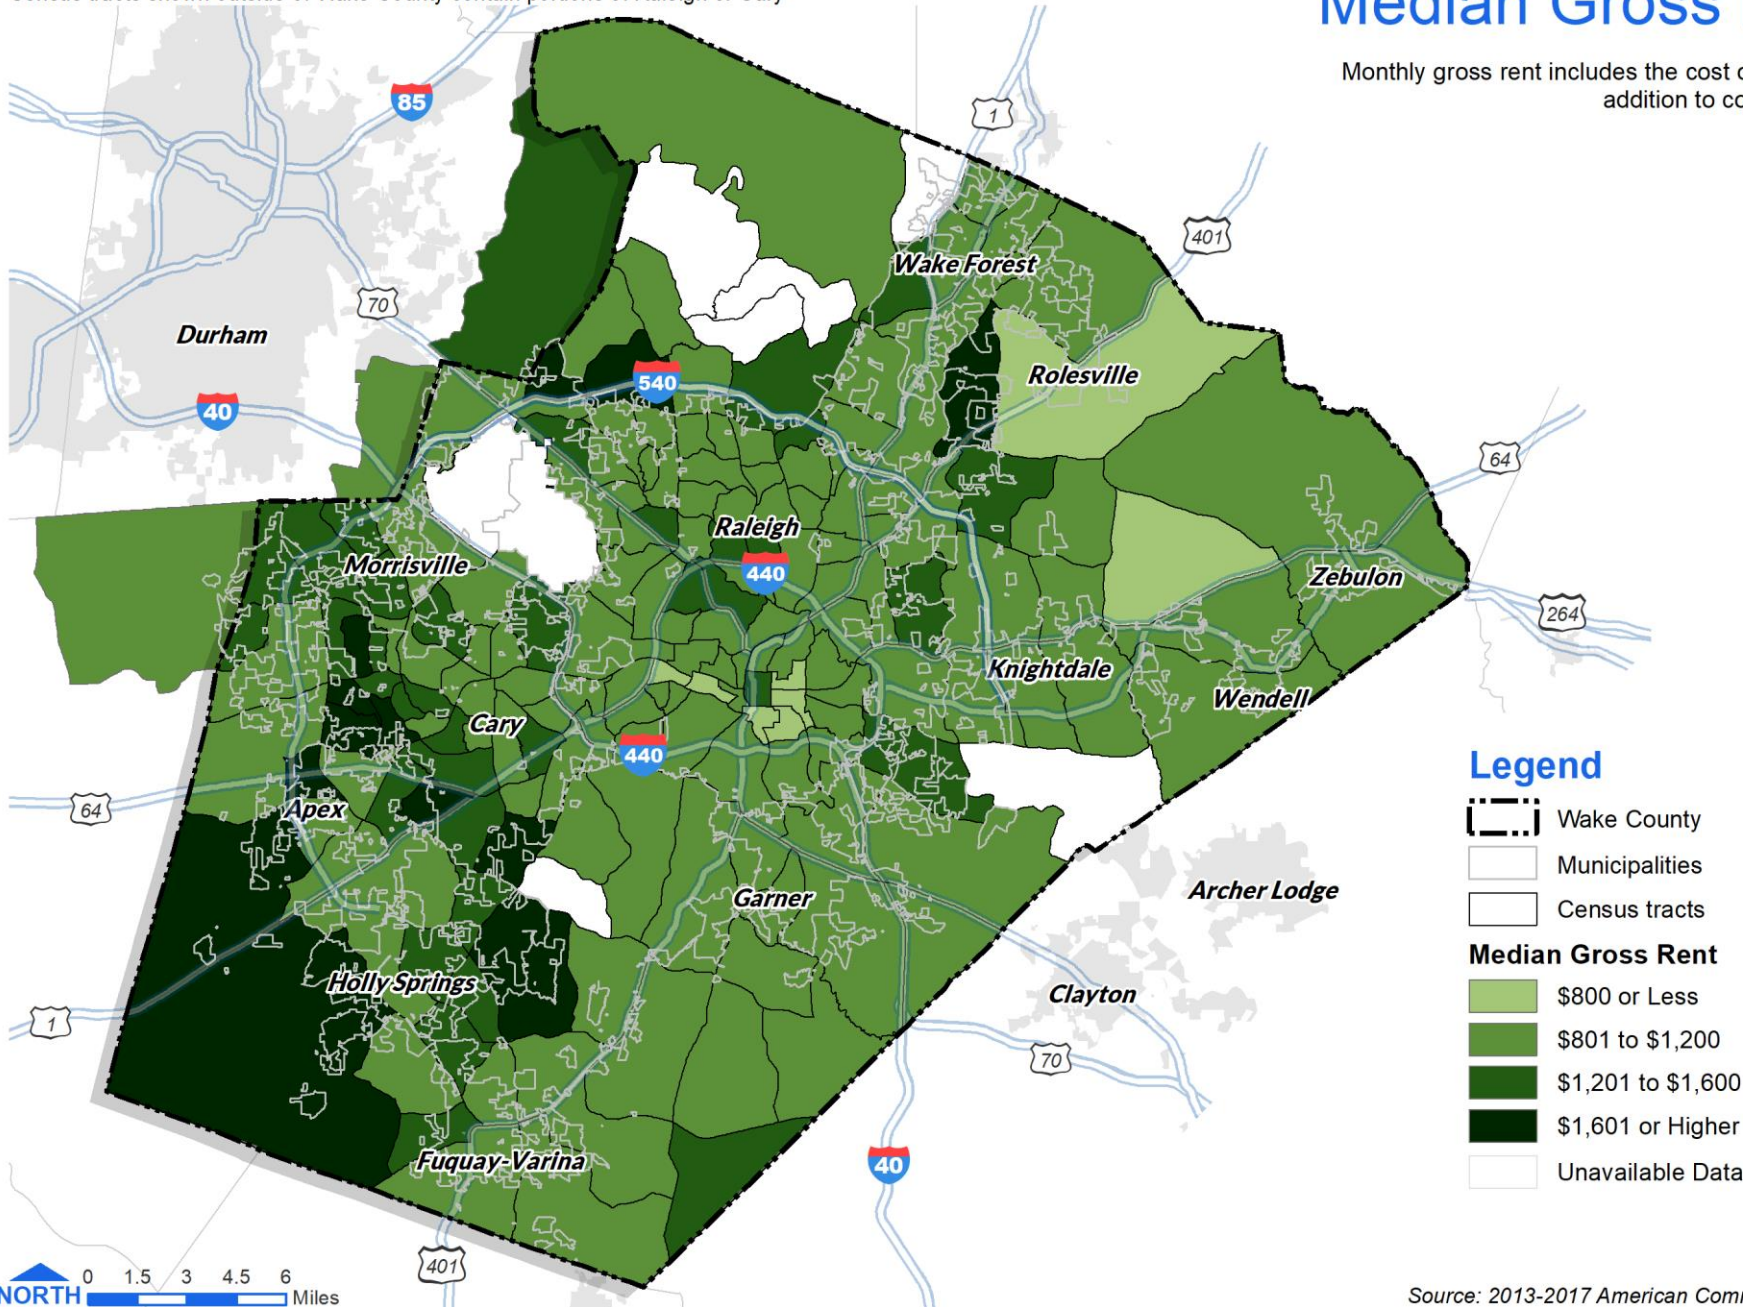 Median Gross
Monthly gross rent includes the cost
addition to
85
1
401
Wake Forest
70
Durham
540
Rolesville
40
64
Raleigh
440
Morrisville
Zebulon
264
Knightdale
Wendell
Cary
440
64
Apex
Legend
Wake County
Municipalities
Census tracts
Median Gross Rent
$800 or Less
$801 to $1,200
$1,201 to $1,600
$1,601 or Higher
Unavailable Data
Archer Lodge
Garner
Holly Springs
Clayton
1
70
Fuquay-Varina
40
401
NORTH
0 1.5 3 4.5 6
Miles
Source: 2013-2017 American